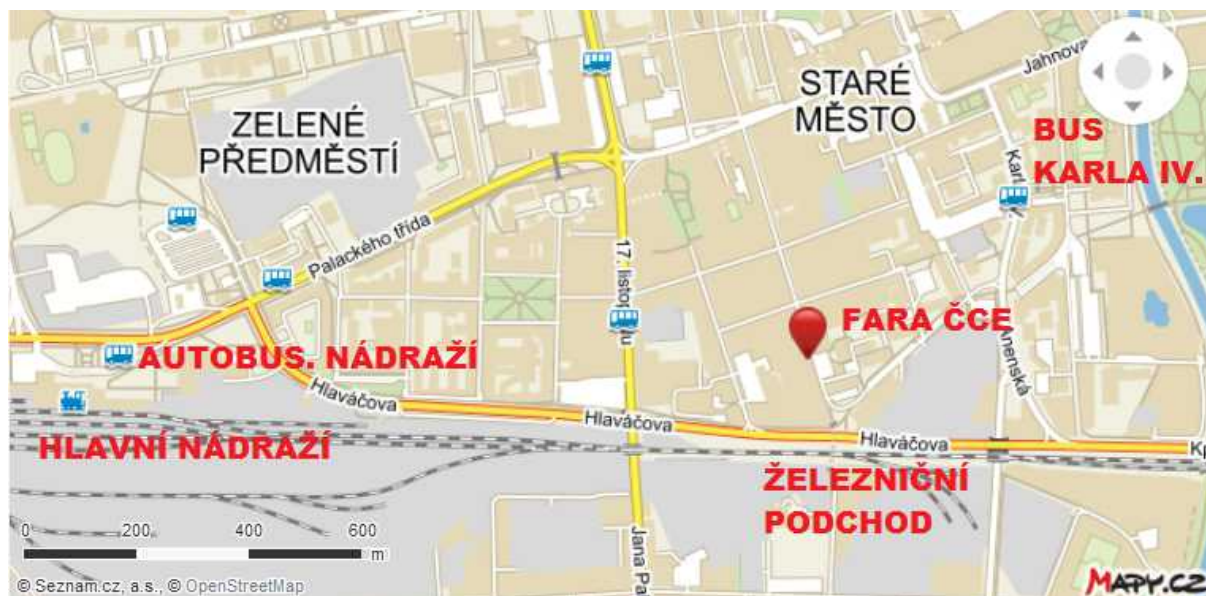 Jahnova
STARÉ
MĚSTO
ZELENÉ
PŘEDMĚSTÍ
BUS
KARLA IV.
Palackého třída
17. listopadu
FARA ČCE
Anenská
AUTOBUS. NÁDRAŽÍ
Hlaváčova
Hlaváčova
Hlaváčova
HLAVNÍ NÁDRAŽÍ
ŽELEZNIČNÍ
PODCHOD
Jana Pa
0 200 400 600
m
© Seznam.cz, a.s., © OpenStreetMap
MAPY.CZ